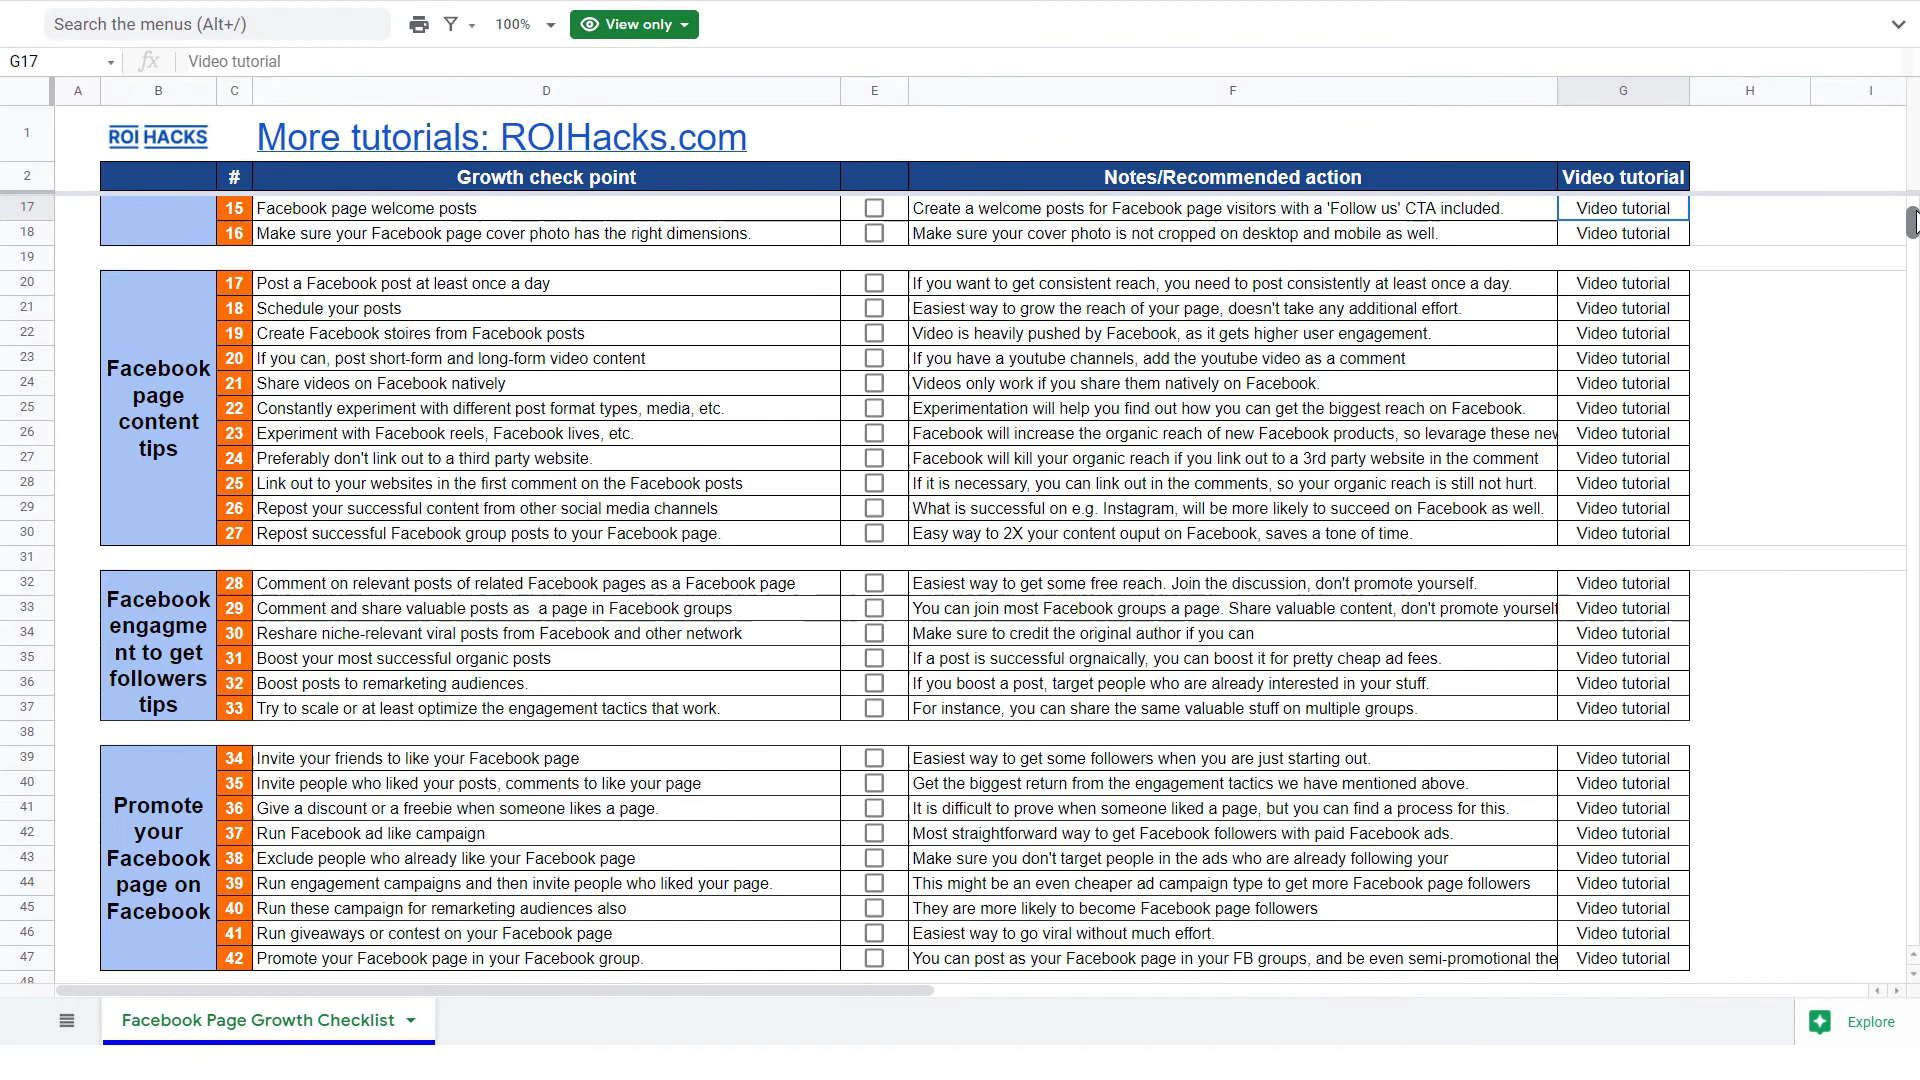 Search the menus (Alt+/) 100% View only
G17 fx Video tutorial
A B C D E F G H I
1 ROI HACKS More tutorials: ROIHacks.com
2 # Growth check point Notes/Recommended action Video tutorial
17 15 Facebook page welcome posts Create a welcome posts for Facebook page visitors with a 'Follow us' CTA included. Video tutorial
18 16 Make sure your Facebook page cover photo has the right dimensions. Make sure your cover photo is not cropped on desktop and mobile as well. Video tutorial
19
Facebook page content tips
20 17 Post a Facebook post at least once a day If you want to get consistent reach, you need to post consistently at least once a day. Video tutorial
21 18 Schedule your posts Easiest way to grow the reach of your page, doesn't take any additional effort. Video tutorial
22 19 Create Facebook stoires from Facebook posts Video is heavily pushed by Facebook, as it gets higher user engagement. Video tutorial
23 20 If you can, post short-form and long-form video content If you have a youtube channels, add the youtube video as a comment Video tutorial
24 21 Share videos on Facebook natively Videos only work if you share them natively on Facebook. Video tutorial
25 22 Constantly experiment with different post format types, media, etc. Experimentation will help you find out how you can get the biggest reach on Facebook. Video tutorial
26 23 Experiment with Facebook reels, Facebook lives, etc. Facebook will increase the organic reach of new Facebook products, so levarage these new Video tutorial
27 24 Preferably don't link out to a third party website. Facebook will kill your organic reach if you link out to a 3rd party website in the comment Video tutorial
28 25 Link out to your websites in the first comment on the Facebook posts If it is necessary, you can link out in the comments, so your organic reach is still not hurt. Video tutorial
29 26 Repost your successful content from other social media channels What is successful on e.g. Instagram, will be more likely to succeed on Facebook as well. Video tutorial
30 27 Repost successful Facebook group posts to your Facebook page. Easy way to 2X your content ouput on Facebook, saves a tone of time. Video tutorial
31
Facebook engagme nt to get followers tips
32 28 Comment on relevant posts of related Facebook pages as a Facebook page Easiest way to get some free reach. Join the discussion, don't promote yourself. Video tutorial
33 29 Comment and share valuable posts as a page in Facebook groups You can join most Facebook groups a page. Share valuable content, don't promote yourself Video tutorial
34 30 Reshare niche-relevant viral posts from Facebook and other network Make sure to credit the original author if you can Video tutorial
35 31 Boost your most successful organic posts If a post is successful orgnaically, you can boost it for pretty cheap ad fees. Video tutorial
36 32 Boost posts to remarketing audiences. If you boost a post, target people who are already interested in your stuff. Video tutorial
37 33 Try to scale or at least optimize the engagement tactics that work. For instance, you can share the same valuable stuff on multiple groups. Video tutorial
38
Promote your Facebook page on Facebook
39 34 Invite your friends to like your Facebook page Easiest way to get some followers when you are just starting out. Video tutorial
40 35 Invite people who liked your posts, comments to like your page Get the biggest return from the engagement tactics we have mentioned above. Video tutorial
41 36 Give a discount or a freebie when someone likes a page. It is difficult to prove when someone liked a page, but you can find a process for this. Video tutorial
42 37 Run Facebook ad like campaign Most straightforward way to get Facebook followers with paid Facebook ads. Video tutorial
43 38 Exclude people who already like your Facebook page Make sure you don't target people in the ads who are already following your Video tutorial
44 39 Run engagement campaigns and then invite people who liked your page. This might be an even cheaper ad campaign type to get more Facebook page followers Video tutorial
45 40 Run these campaign for remarketing audiences also They are more likely to become Facebook page followers Video tutorial
46 41 Run giveaways or contest on your Facebook page Easiest way to go viral without much effort. Video tutorial
47 42 Promote your Facebook page in your Facebook group. You can post as your Facebook page in your FB groups, and be even semi-promotional the Video tutorial
48
Facebook Page Growth Checklist Explore